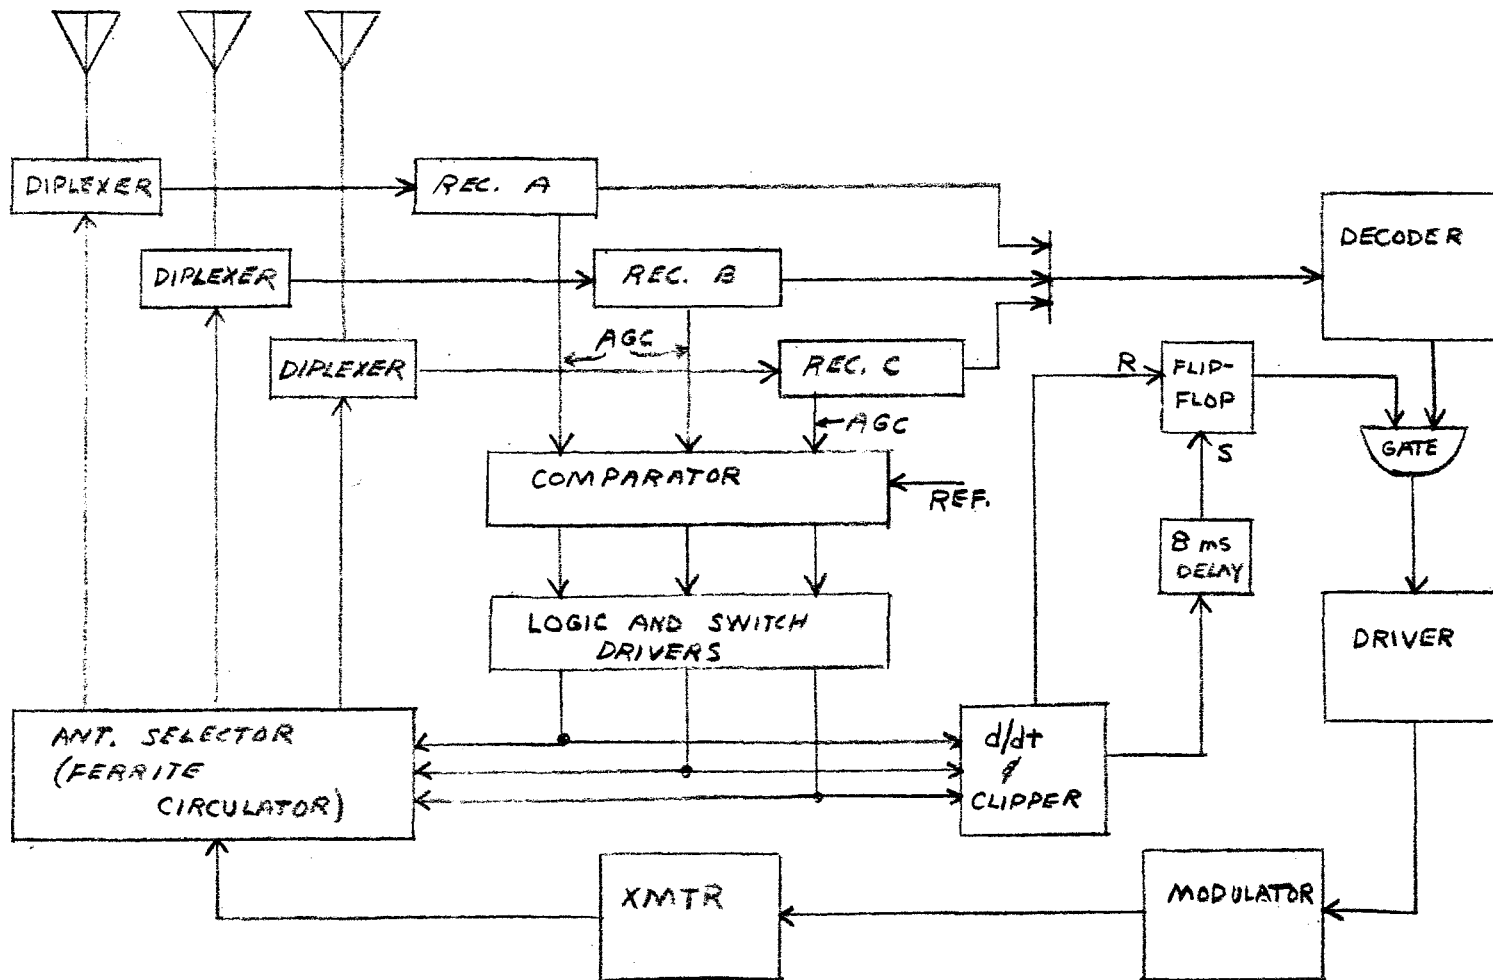 DIPLEXER
REC. A
DECODER
DIPLEXER
REC. B
AGC
DIPLEXER
REC. C
R
FLIP-
FLOP
AGC
S
GATE
COMPARATOR
REF.
8 ms
DELAY
LOGIC AND SWITCH
DRIVERS
DRIVER
ANT. SELECTOR
(FERRITE
CIRCULATOR)
d/dt
&
CLIPPER
XMTR
MODULATOR